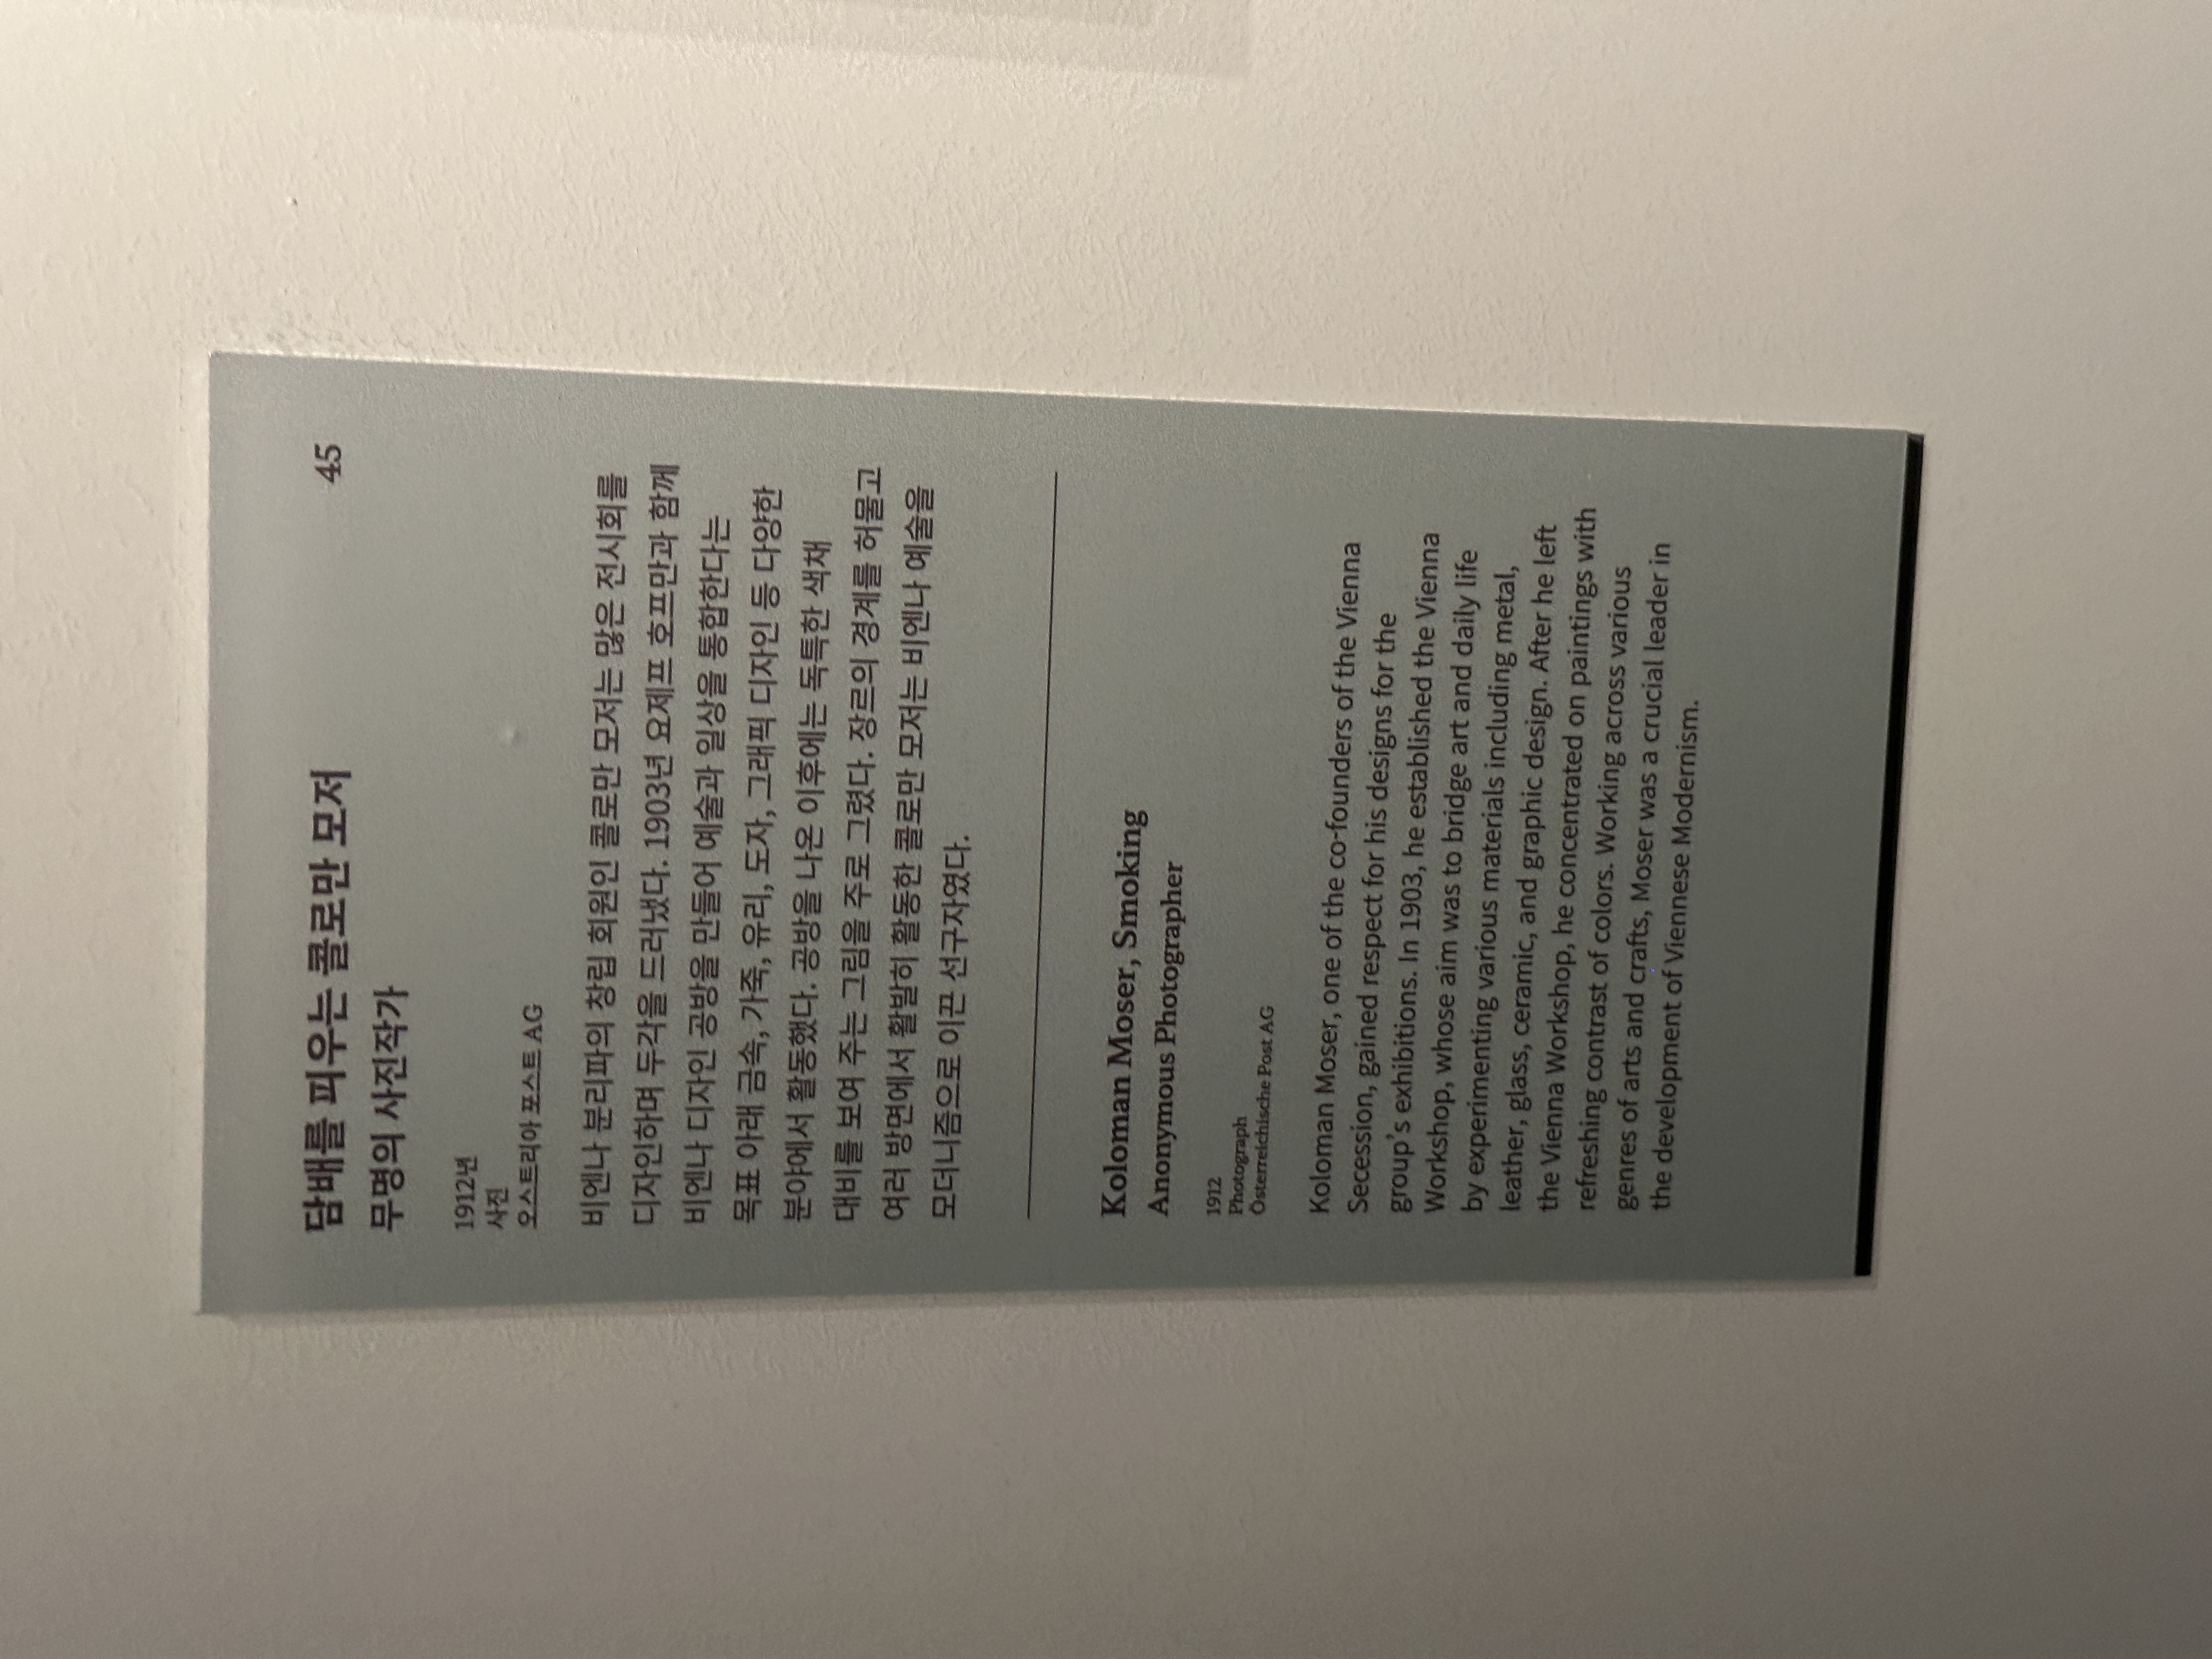 담배를 피우는 콜로만 모저 45
무명의 사진작가
1912년
사진
오스트리아 포스트 AG
비엔나 분리파의 창립 회원인 콜로만 모저는 많은 전시회를
디자인하며 두각을 드러냈다. 1903년 요제프 호프만과 함께
비엔나 디자인 공방을 만들어 예술과 일상을 통합한다는
목표 아래 금속, 가죽, 유리, 도자, 그래픽 디자인 등 다양한
분야에서 활동했다. 공방을 나온 이후에는 독특한 색채
대비를 보여 주는 그림을 주로 그렸다. 장르의 경계를 허물고
여러 방면에서 활발히 활동한 콜로만 모저는 비엔나 예술을
모더니즘으로 이끈 선구자였다.
Koloman Moser, Smoking
Anonymous Photographer
1912
Photograph
Österreichische Post AG
Koloman Moser, one of the co-founders of the Vienna
Secession, gained respect for his designs for the
group's exhibitions. In 1903, he established the Vienna
Workshop, whose aim was to bridge art and daily life
by experimenting various materials including metal,
leather, glass, ceramic, and graphic design. After he left
the Vienna Workshop, he concentrated on paintings with
refreshing contrast of colors. Working across various
genres of arts and crafts, Moser was a crucial leader in
the development of Viennese Modernism.